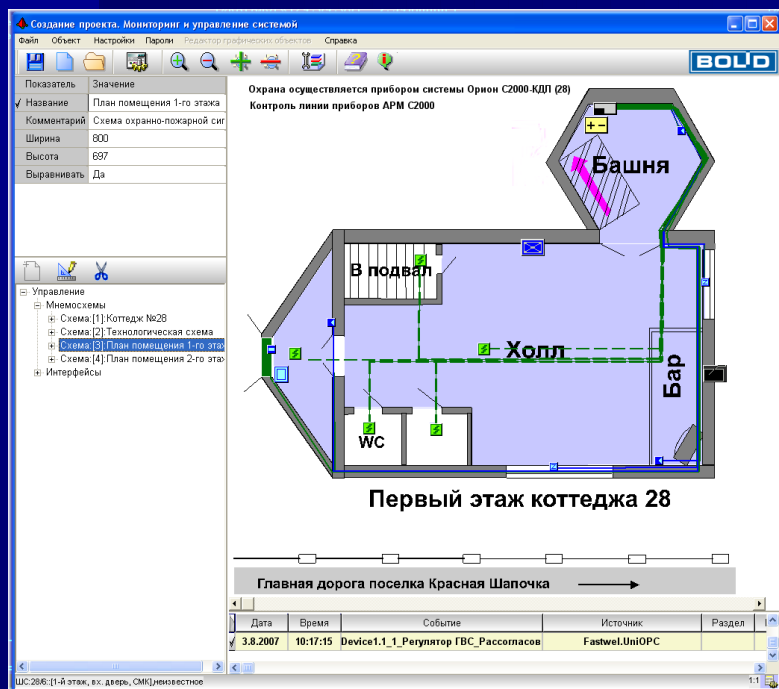 Создание проекта. Мониторинг и управление системой
Файл Объект Настройки Пароли Редактор графических объектов Справка
BOLID
Показатель Значение
Название План помещения 1-го этажа
Комментарий Схема охранно-пожарной сиг
Ширина 800
Высота 697
Выравнивать Да
Управление
Мнемосхемы
Схема:[1]:Коттедж №28
Схема:[2]:Технологическая схема
Схема:[3]:План помещения 1-го этаж
Схема:[4]:План помещения 2-го этаж
Интерфейсы
Охрана осуществляется прибором системы Орион С2000-КДЛ (28)
Контроль линии приборов АРМ С2000
Башня
В подвал
Холл
Бар
WC
Первый этаж коттеджа 28
Главная дорога поселка Красная Шапочка
Дата Время Событие Источник Раздел
3.8.2007 10:17:15 Device1.1_1_Регулятор ГВС_Рассогласов Fastwel.UniOPC
ШС:28/6::[1-й этаж, вх. дверь, СМК],неизвестное
1:1